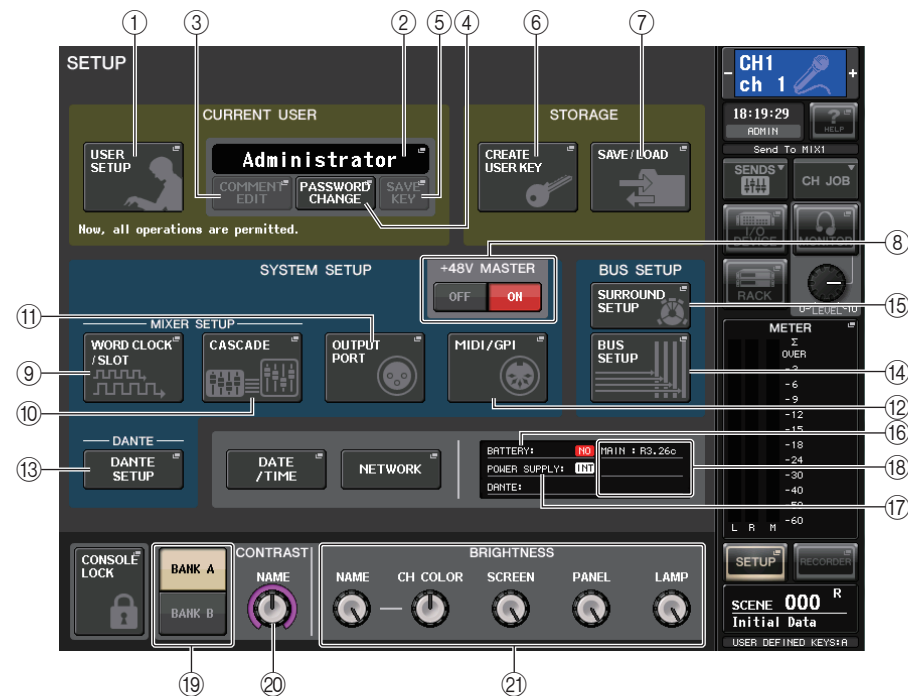 ① ③ ② ④ ⑤ ⑥ ⑦
SETUP
CURRENT USER
STORAGE
USER SETUP
Administrator
COMMENT EDIT
PASSWORD CHANGE
SAVE KEY
CREATE USER KEY
SAVE/LOAD
Now, all operations are permitted.
⑧
SYSTEM SETUP
+48V MASTER
OFF
ON
BUS SETUP
SURROUND SETUP
⑮
⑪
MIXER SETUP
WORD CLOCK /SLOT
CASCADE
OUTPUT PORT
MIDI/GPI
BUS SETUP
⑨
⑩
⑭
⑫
⑯
DANTE
⑬
DANTE SETUP
DATE /TIME
NETWORK
BATTERY: NO
POWER SUPPLY: INT
DANTE:
MAIN : R3.26c
⑱
⑰
CONSOLE LOCK
BANK A
BANK B
CONTRAST
NAME
BRIGHTNESS
NAME
CH COLOR
SCREEN
PANEL
LAMP
⑲
⑳
㉑
- CH1 +
ch 1
18:19:29
ADMIN
?
HELP
Send To MIX1
SENDS
CH JOB
I/O DEVICE
MONITOR
RACK
LEVEL -10
METER
Σ
OVER
-3
-6
-9
-12
-15
-18
-24
-30
-40
-50
-60
L R M
SETUP
RECORDER
SCENE 000 R
Initial Data
USER DEFINED KEYS:A